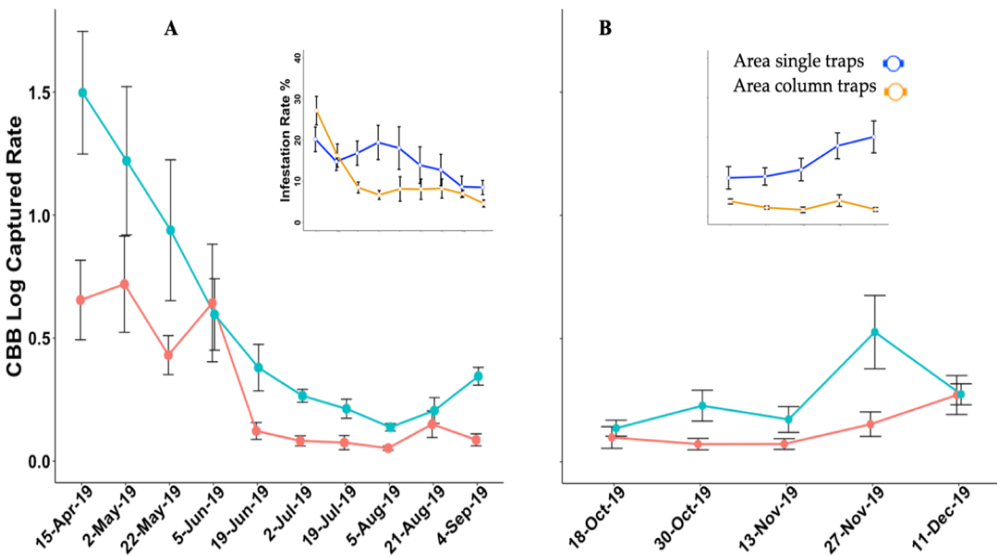 A
B
CBB Log Captured Rate
1.5
1.0
0.5
0.0
Infestation Rate %
40
30
20
10
0
Area single traps
Area column traps
15-Apr-19
2-May-19
22-May-19
5-Jun-19
19-Jun-19
2-Jul-19
19-Jul-19
5-Aug-19
21-Aug-19
4-Sep-19
18-Oct-19
30-Oct-19
13-Nov-19
27-Nov-19
11-Dec-19